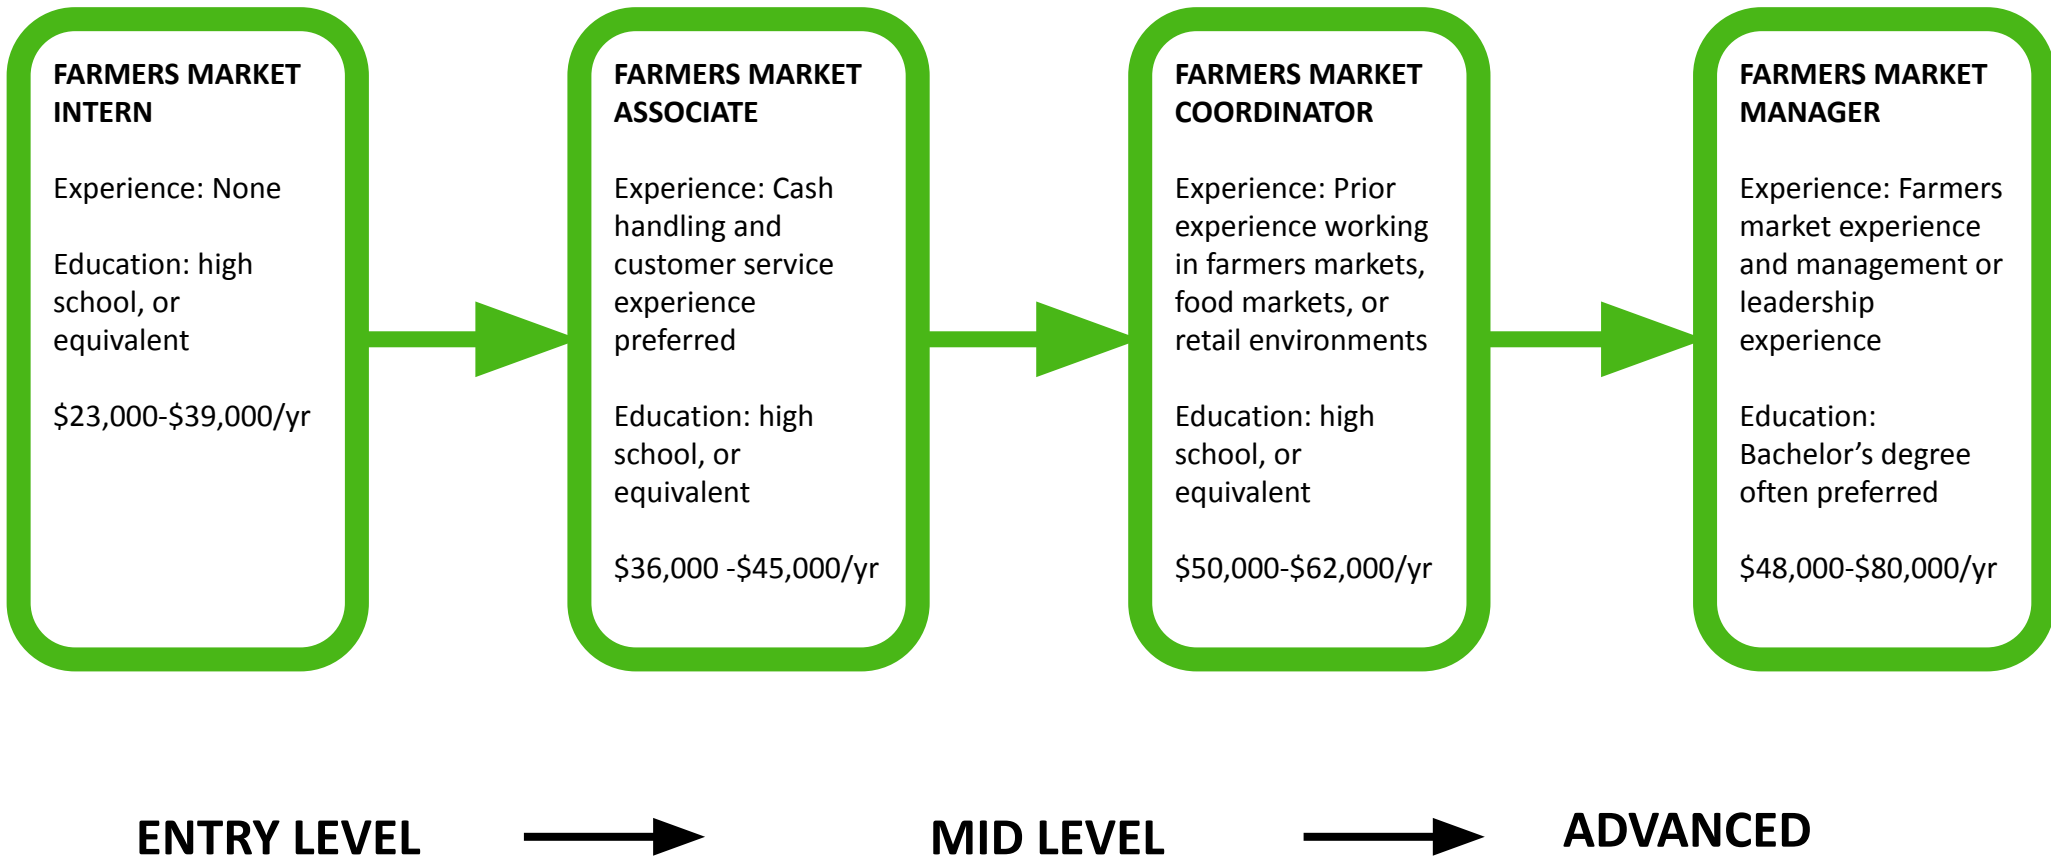 FARMERS MARKET
INTERN
Experience: None
Education: high
school, or
equivalent
$23,000-$39,000/yr
FARMERS MARKET
ASSOCIATE
Experience: Cash
handling and
customer service
experience
preferred
Education: high
school, or
equivalent
$36,000 -$45,000/yr
FARMERS MARKET
COORDINATOR
Experience: Prior
experience working
in farmers markets,
food markets, or
retail environments
Education: high
school, or
equivalent
$50,000-$62,000/yr
FARMERS MARKET
MANAGER
Experience: Farmers
market experience
and management or
leadership
experience
Education:
Bachelor’s degree
often preferred
$48,000-$80,000/yr
ENTRY LEVEL
MID LEVEL
ADVANCED